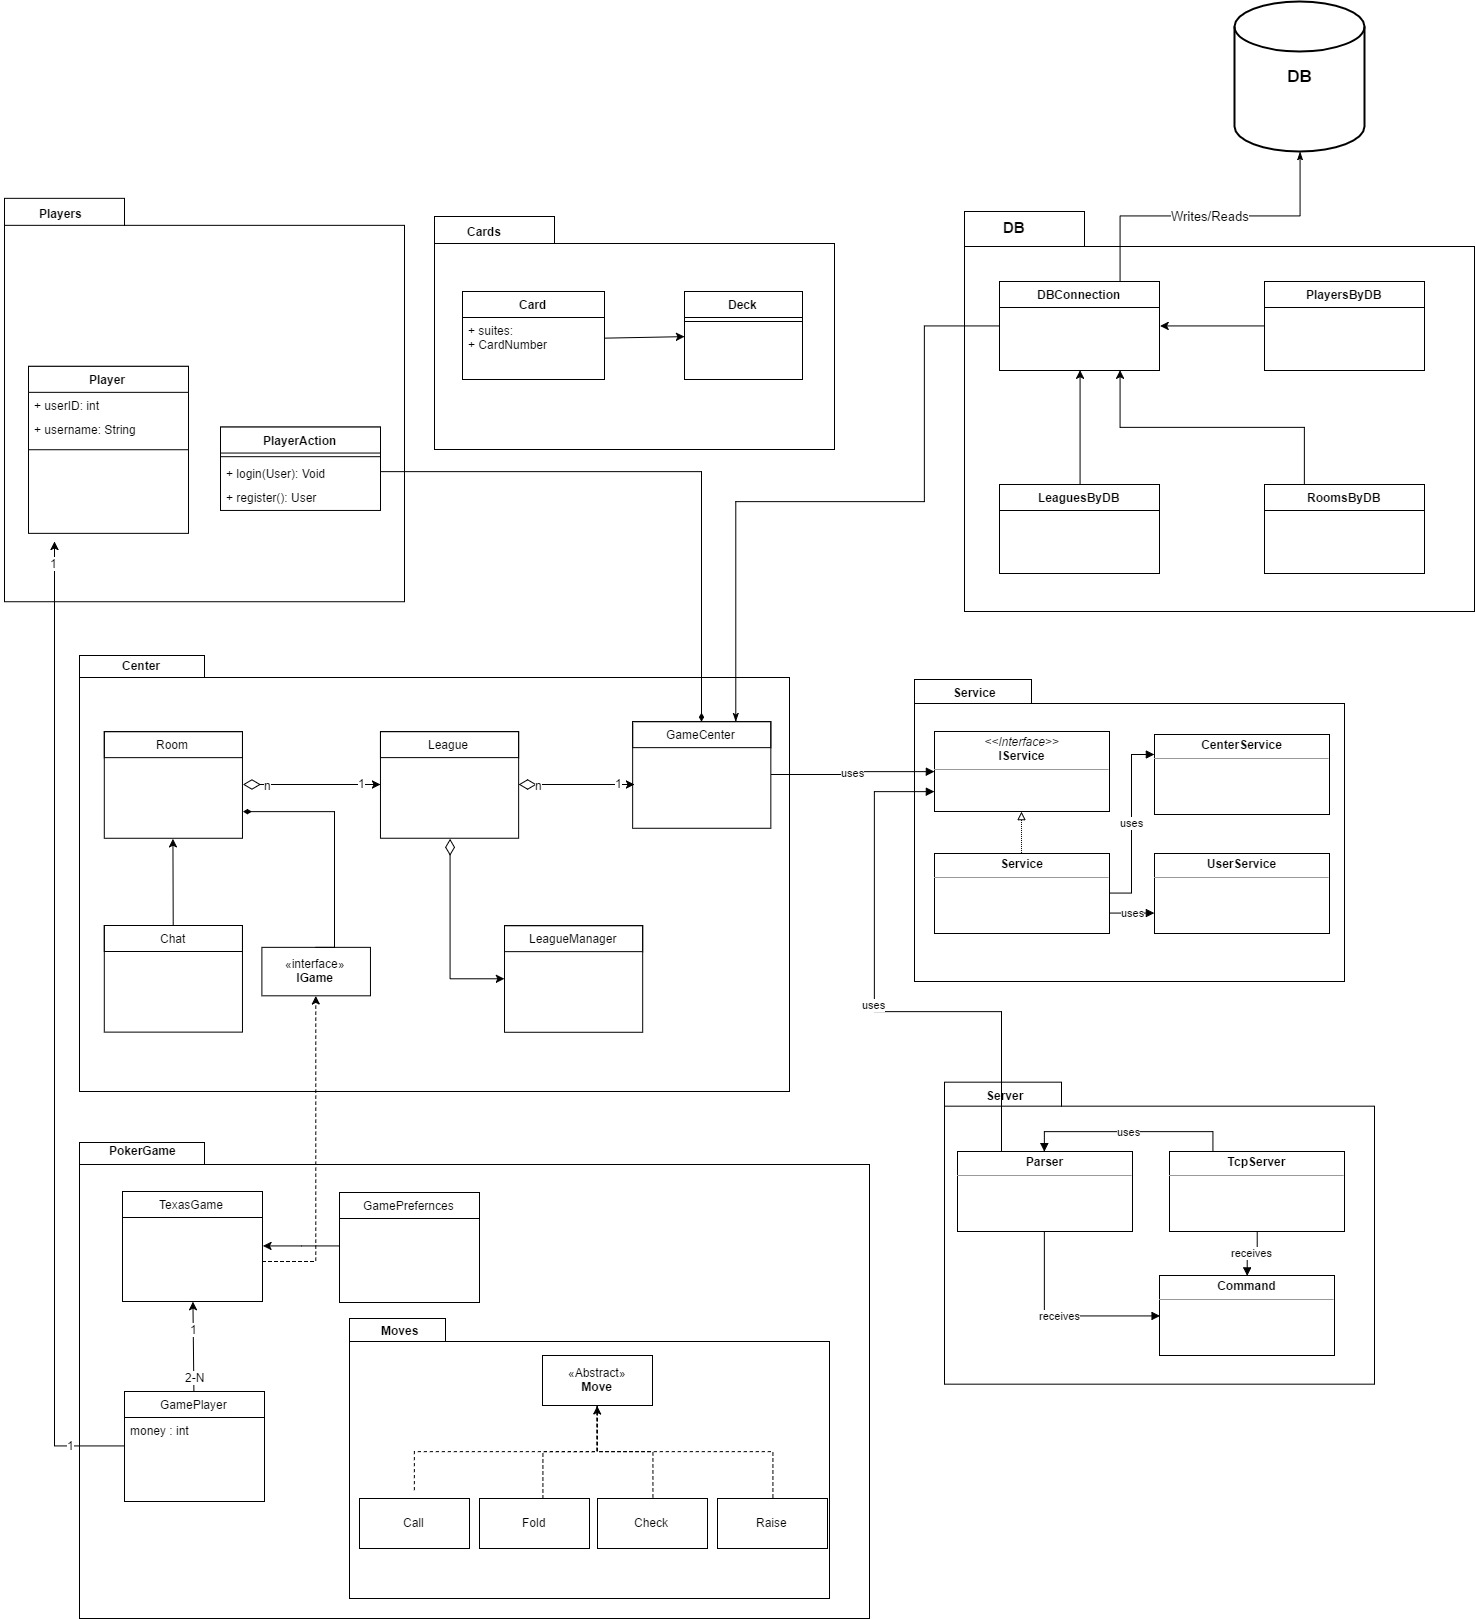 DB
Writes/Reads
Players
Player
+ userID: int
+ username: String
PlayerAction
+ login(User): Void
+ register(): User
1
Cards
Card
+ suites:
+ CardNumber
Deck
DB
DBConnection
PlayersByDB
LeaguesByDB
RoomsByDB
Center
Room
n
1
League
n
1
GameCenter
uses
Chat
«interface»
IGame
LeagueManager
Service
<<Interface>>
IService
CenterService
uses
Service
UserService
uses
uses
Server
uses
Parser
TcpServer
receives
Command
receives
PokerGame
TexasGame
GamePrefernces
1
2-N
GamePlayer
money : int
1
Moves
«Abstract»
Move
Call
Fold
Check
Raise